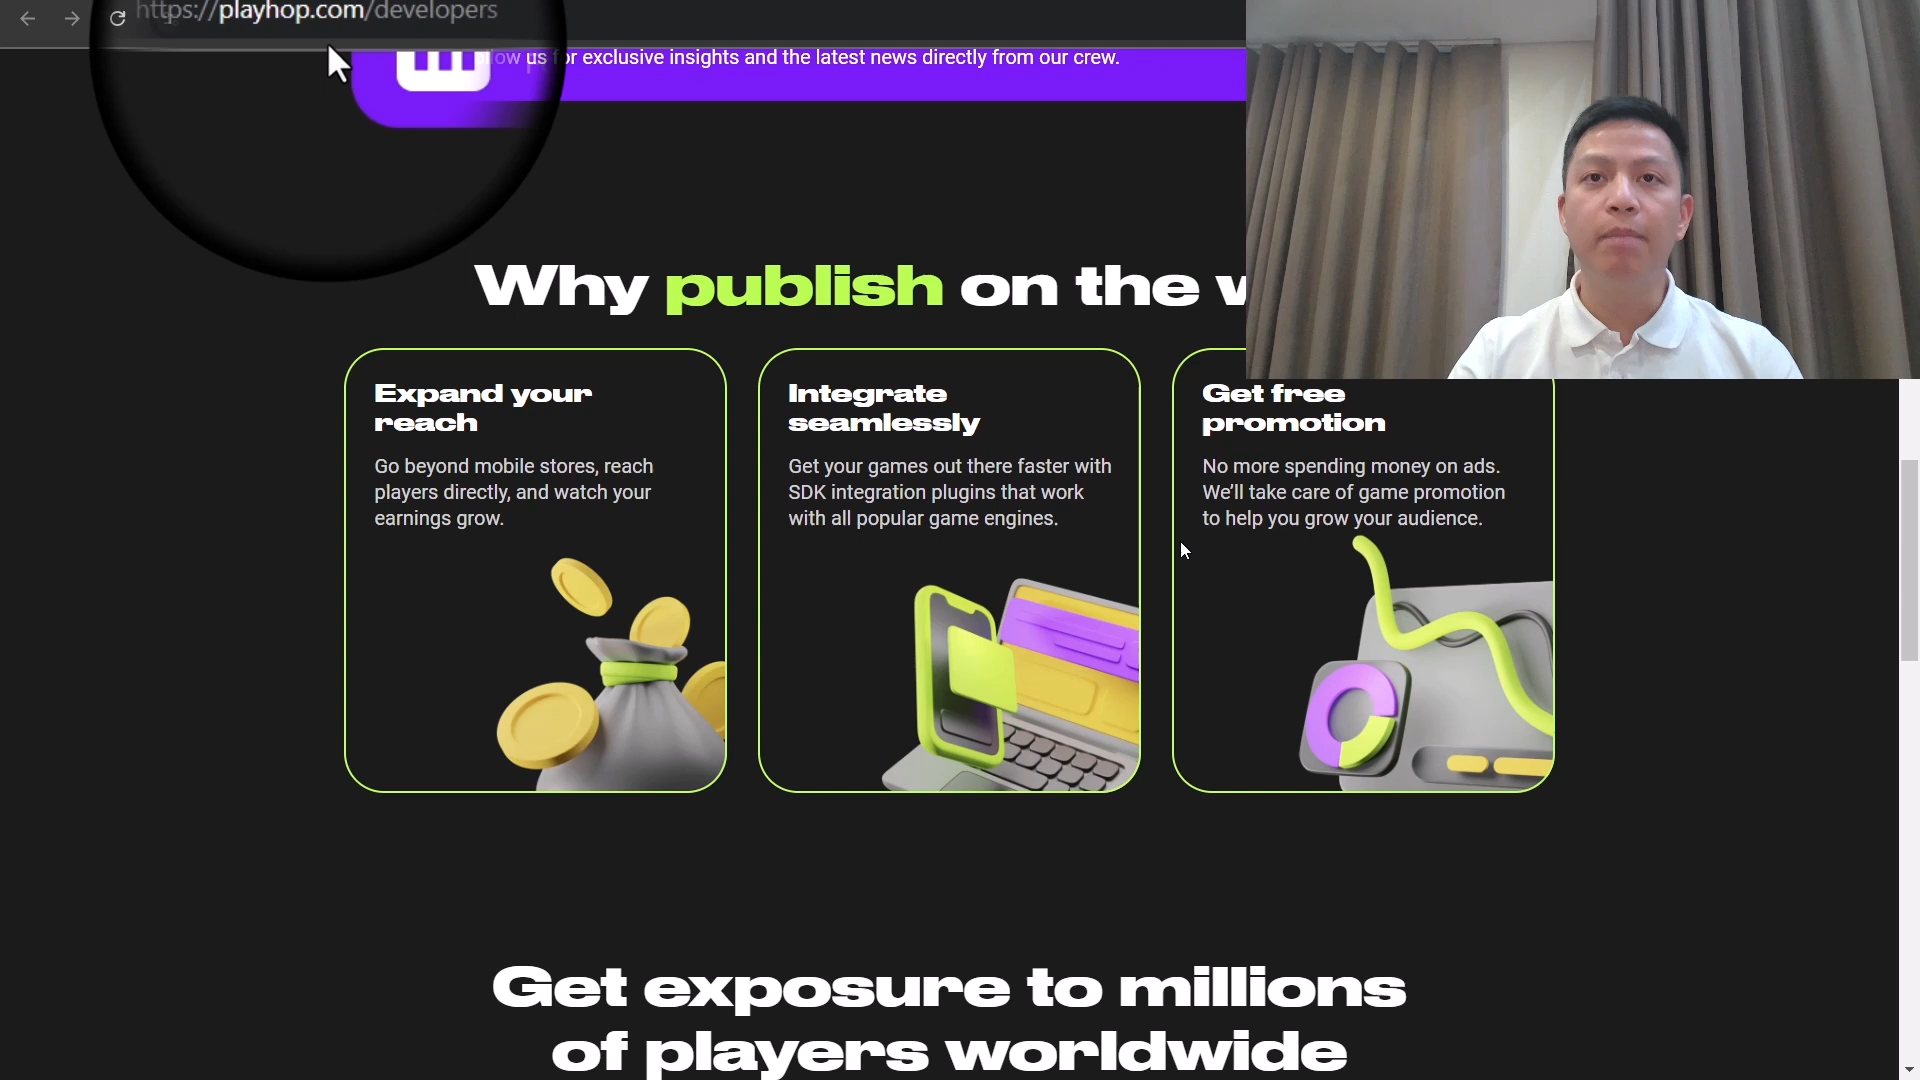 https://playhop.com/developers
us for exclusive insights and the latest news directly from our crew.
Why publish on the
Expand your
reach
Go beyond mobile stores, reach
players directly, and watch your
earnings grow.
Integrate
seamlessly
Get your games out there faster with
SDK integration plugins that work
with all popular game engines.
Get free
promotion
No more spending money on ads.
We'll take care of game promotion
to help you grow your audience.
Get exposure to millions
of players worldwide